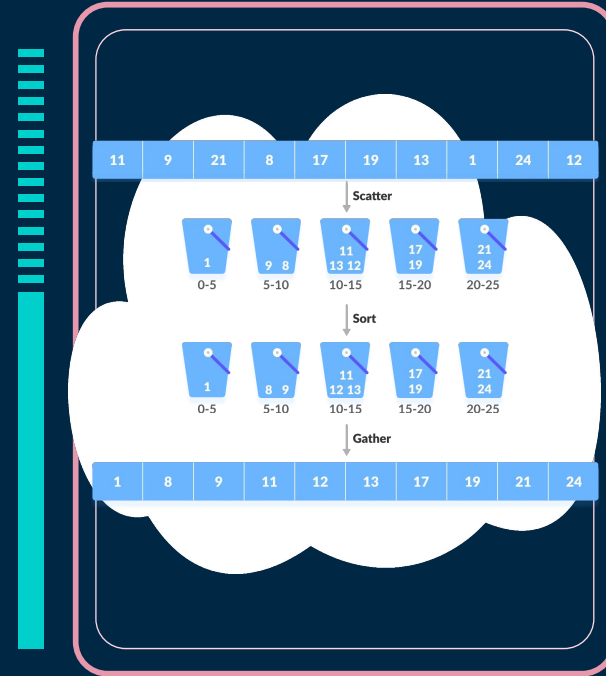 11 9 21 8 17 19 13 1 24 12
Scatter
11 17 21
1 9 8 13 12 19 24
0-5 5-10 10-15 15-20 20-25
Sort
11 17 21
1 8 9 12 13 19 24
0-5 5-10 10-15 15-20 20-25
Gather
1 8 9 11 12 13 17 19 21 24